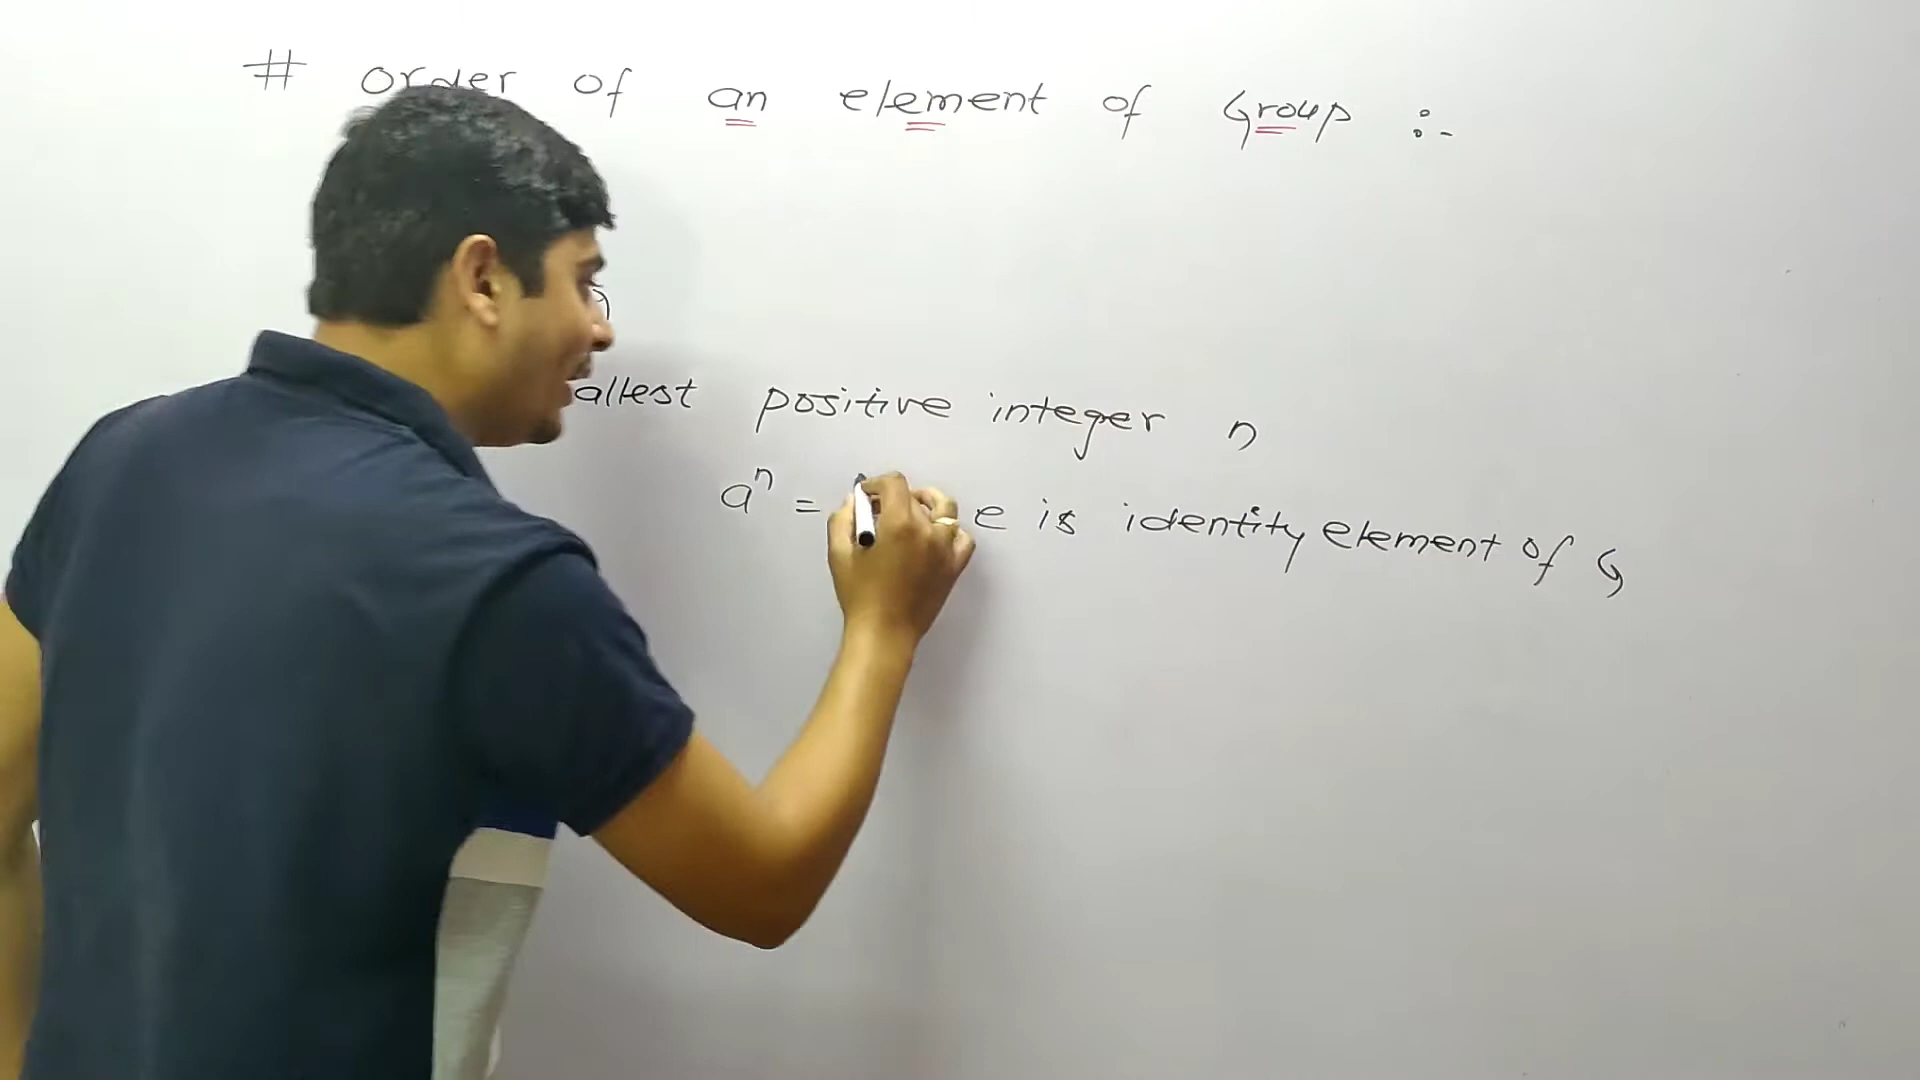 # order of an element of Group :-
allest positive integer n
aⁿ = e is identity element of G